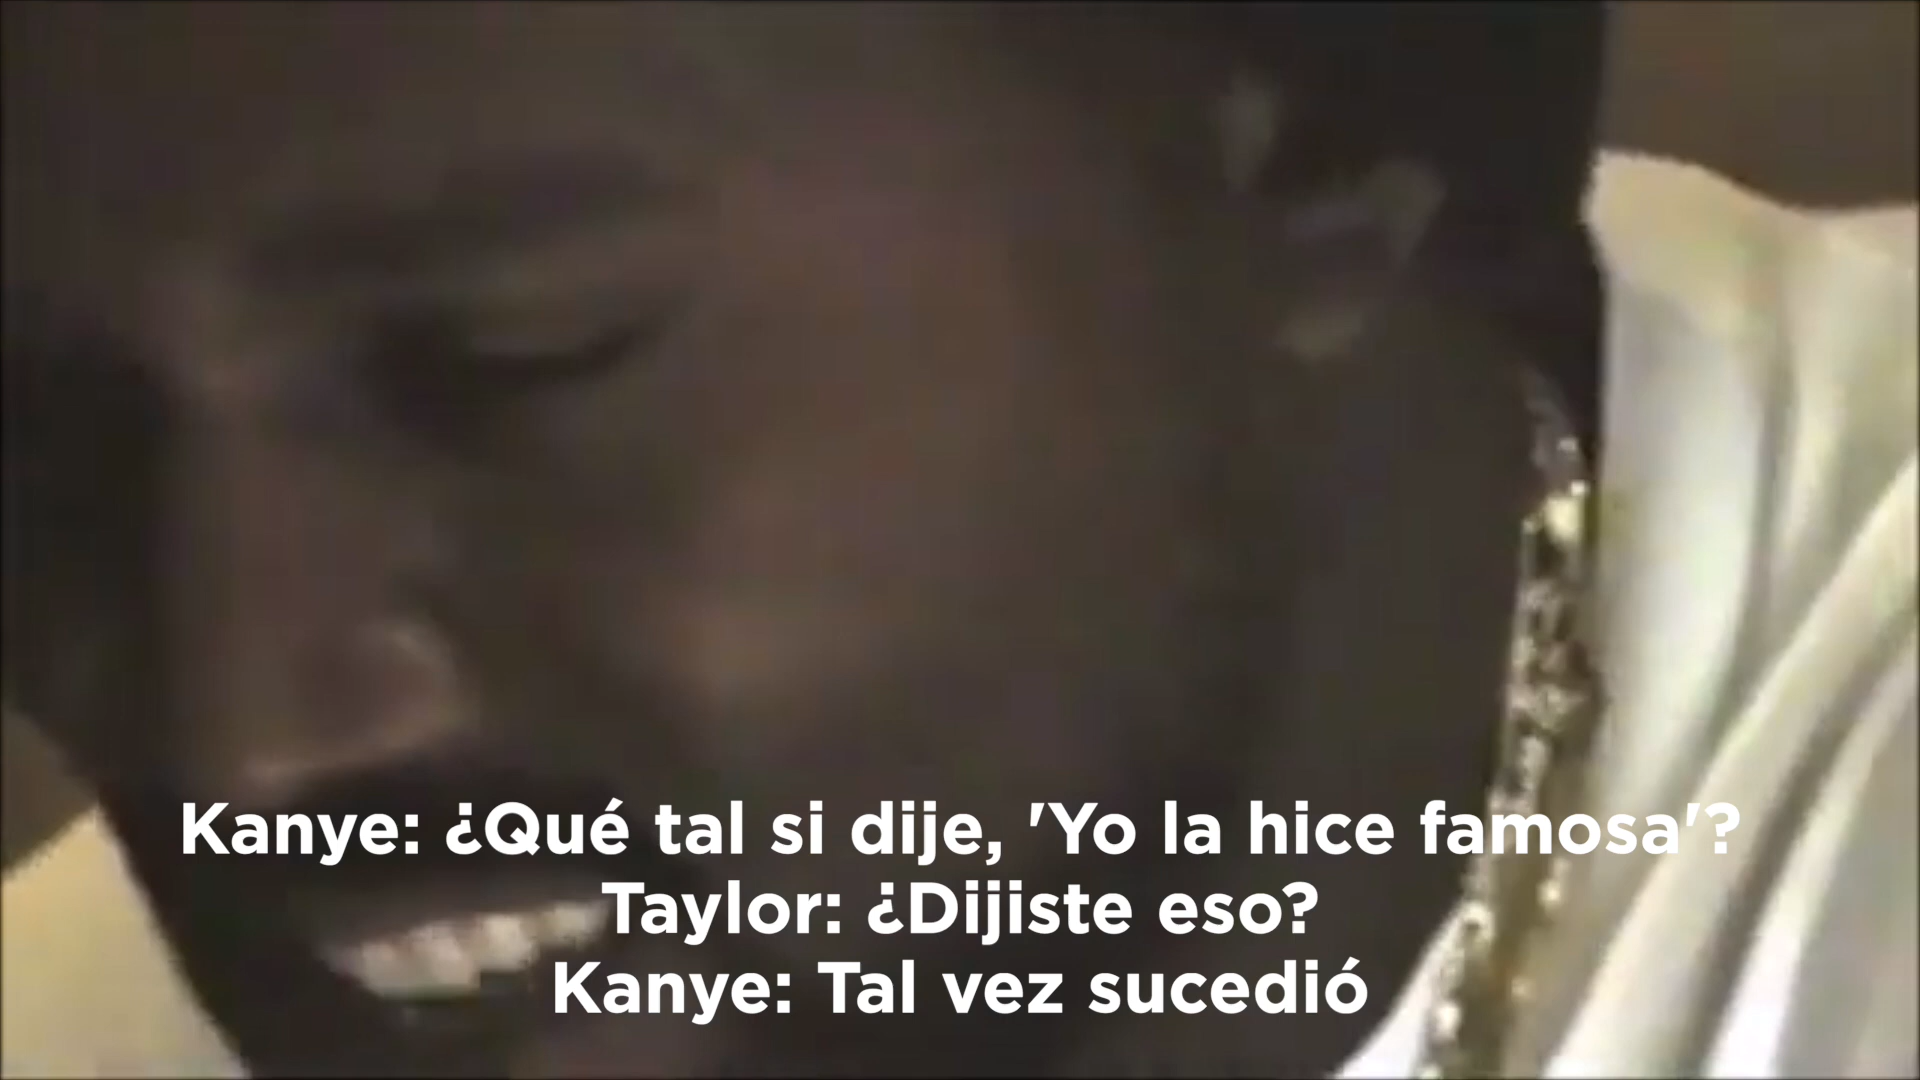 Kanye: ¿Qué tal si dije, 'Yo la hice famosa'?
Taylor: ¿Dijiste eso?
Kanye: Tal vez sucedió